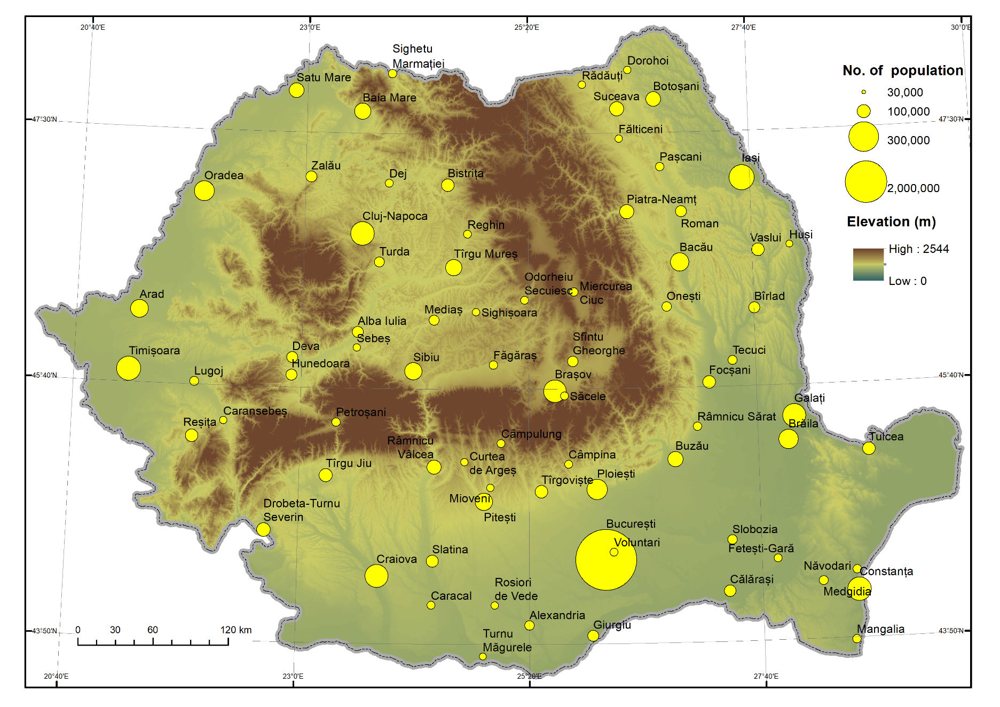 20°40'E
23°0'E
25°20'E
27°40'E
30°0'E
Sighetu
Marmației
Dorohoi
Satu Mare
Rădăuți
Botoșani
Baia Mare
Suceava
No. of  population
30,000
100,000
300,000
2,000,000
47°30'N
47°30'N
Fălticeni
Pașcani
Iași
Zalău
Dej
Bistrița
Oradea
Piatra-Neamț
Roman
Cluj-Napoca
Reghin
Vaslui
Huși
Elevation (m)
High : 2544
Low : 0
Turda
Tîrgu Mureș
Bacău
Odorheiu
Secuiesc
Miercurea
Ciuc
Arad
Onești
Bîrlad
Mediaș
Sighișoara
Alba Iulia
Sebeș
Sfîntu
Gheorghe
Timișoara
Deva
Hunedoara
Sibiu
Făgăraș
Tecuci
Lugoj
Focșani
45°40'N
45°40'N
Brașov
Săcele
Galați
Caransebeș
Petroșani
Râmnicu Sărat
Reșița
Brăila
Câmpulung
Râmnicu
Vâlcea
Tulcea
Buzău
Curtea
de Argeș
Câmpina
Tîrgu Jiu
Tîrgoviște
Ploiești
Mioveni
Pitești
Drobeta-Turnu
Severin
București
Voluntari
Slobozia
Fetești-Gară
Slatina
Craiova
Năvodari
Constanța
Călărași
Medgidia
Rosiori
de Vede
Caracal
Alexandria
Giurgiu
Mangalia
0
30
60
120 km
43°50'N
43°50'N
Turnu
Măgurele
20°40'E
23°0'E
25°20'E
27°40'E